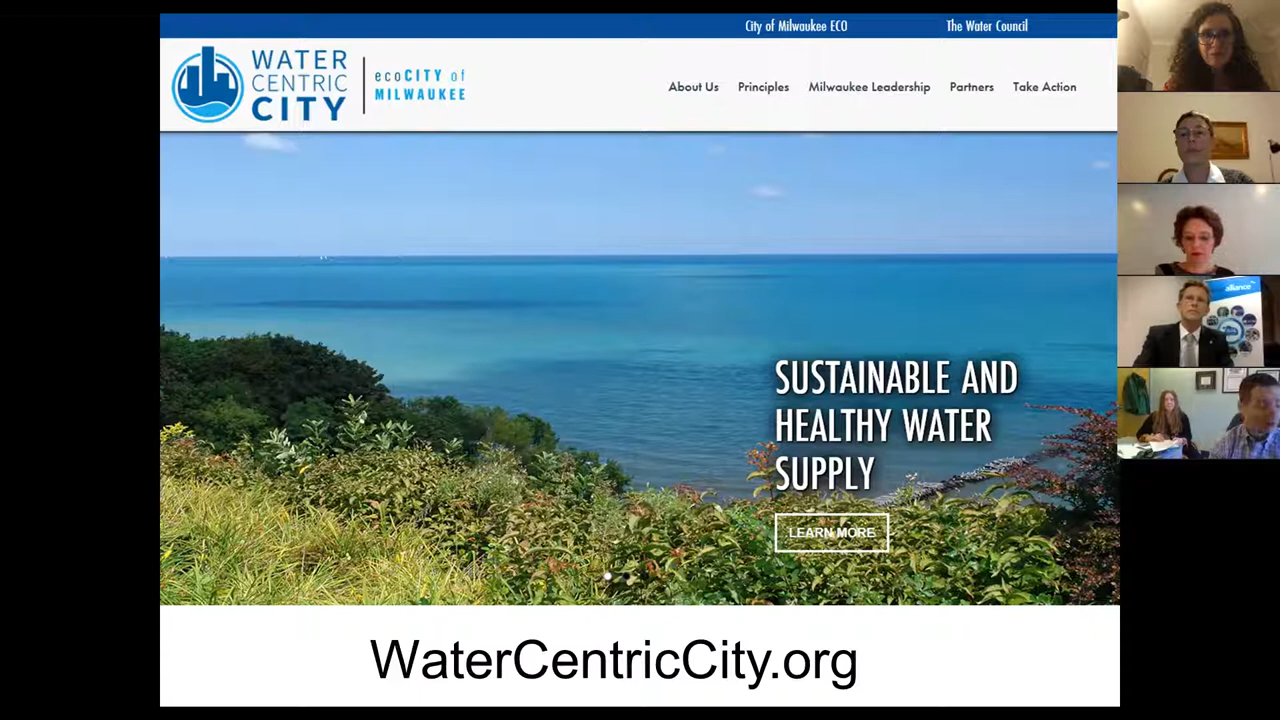 City of Milwaukee ECO
The Water Council
WATER
CENTRIC
CITY
ecoCITY of
MILWAUKEE
About Us
Principles
Milwaukee Leadership
Partners
Take Action
SUSTAINABLE AND
HEALTHY WATER
SUPPLY
LEARN MORE
WaterCentricCity.org
alliance